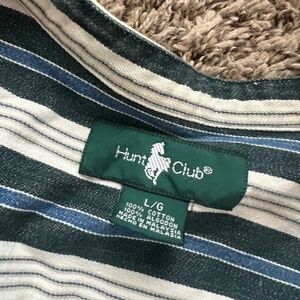 Hunt Club®
L/G
100% COTTON
100% ALGODON
MADE IN MALAYSIA
HECHO EN MALASIA